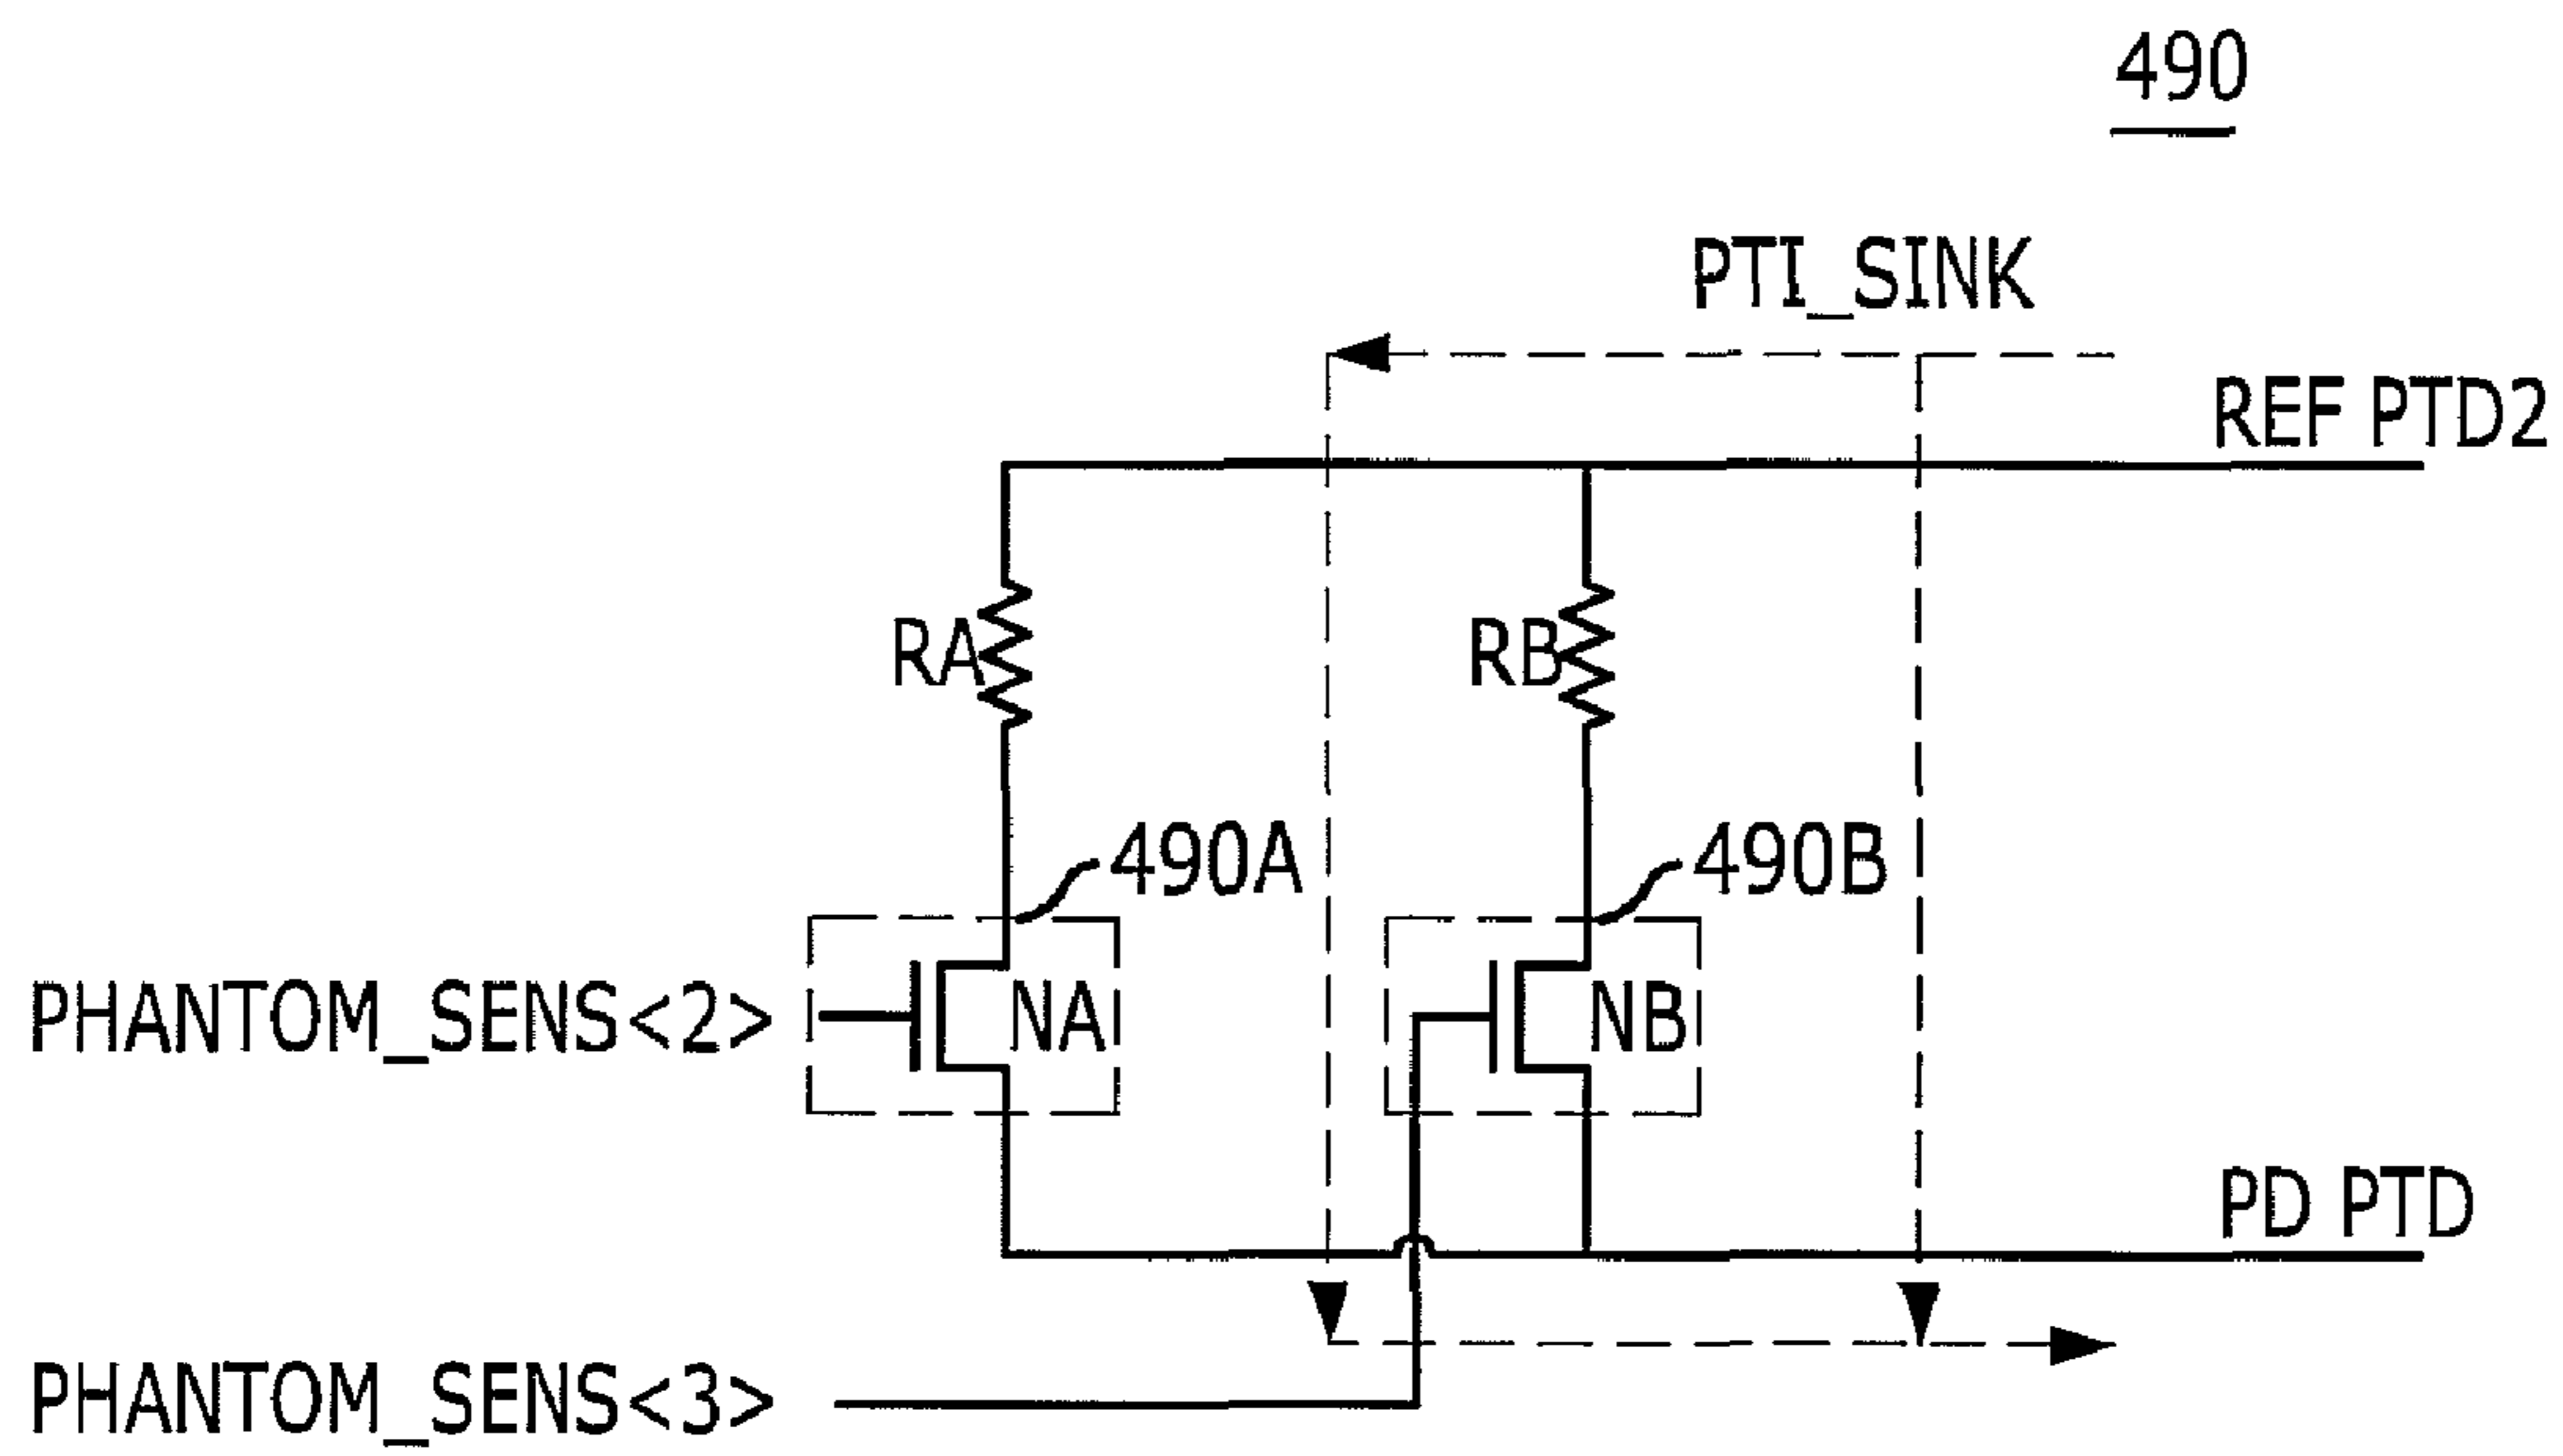 490
PTI_SINK
REF PTD2
RA
RB
490A
490B
PHANTOM_SENS<2>
NA
NB
PD PTD
PHANTOM_SENS<3>